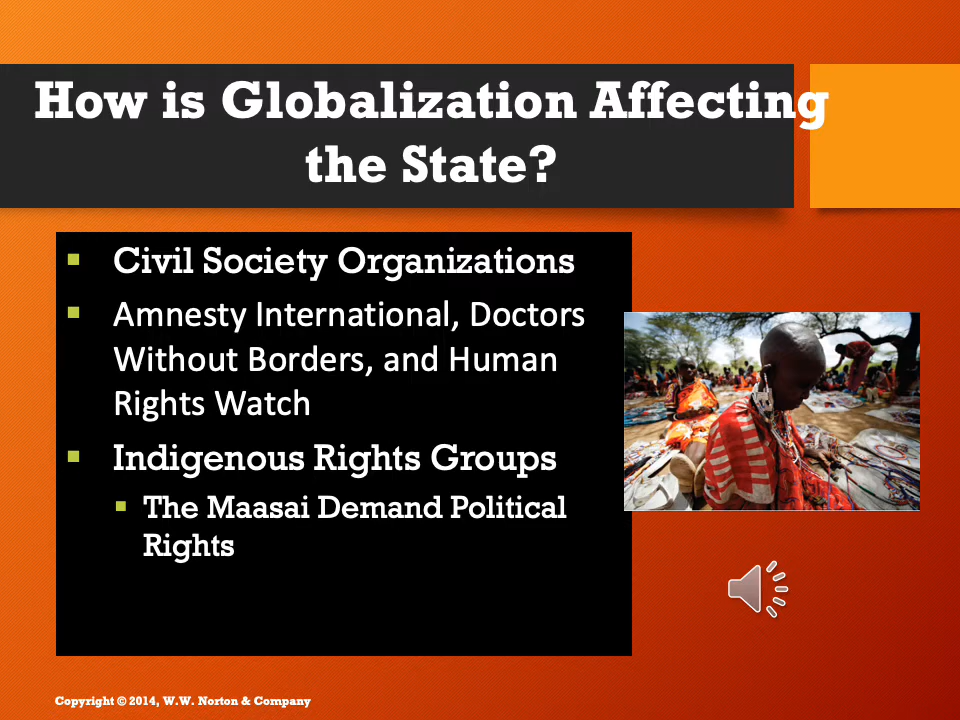 How is Globalization Affecting
the State?
Civil Society Organizations
Amnesty International, Doctors
Without Borders, and Human
Rights Watch
Indigenous Rights Groups
The Maasai Demand Political
Rights
Copyright © 2014, W.W. Norton & Company